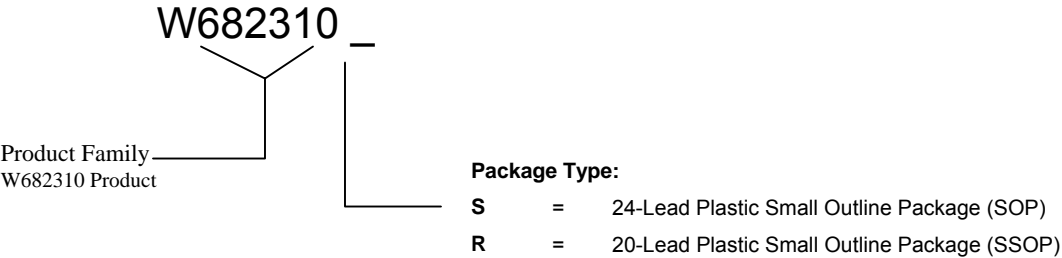 W682310 _
Product Family
W682310 Product
Package Type:
S = 24-Lead Plastic Small Outline Package (SOP)
R = 20-Lead Plastic Small Outline Package (SSOP)